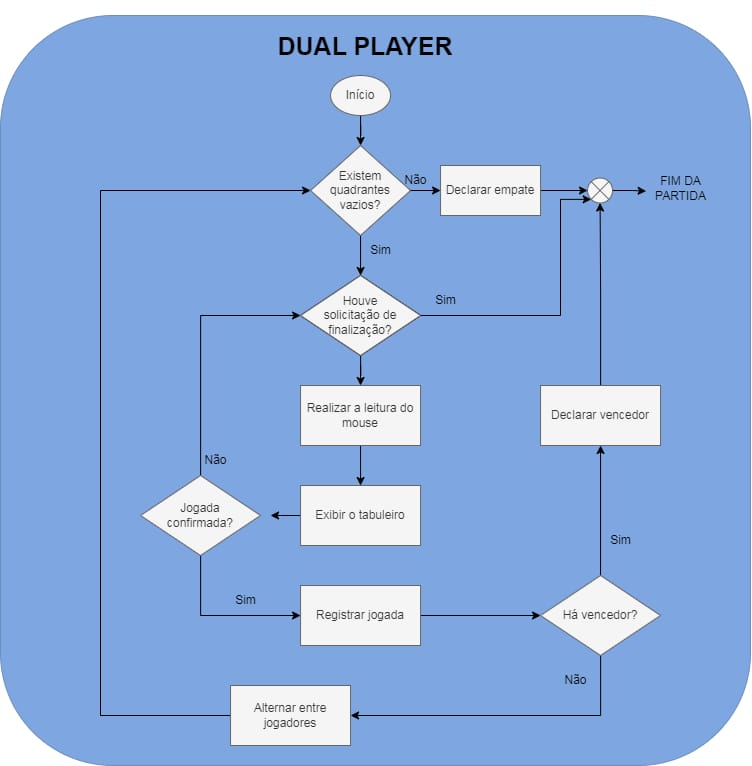 DUAL PLAYER
Início
Existem
quadrantes
vazios?
Não
Declarar empate
FIM DA
PARTIDA
Sim
Houve
solicitação de
finalização?
Sim
Realizar a leitura do
mouse
Declarar vencedor
Não
Jogada
confirmada?
Exibir o tabuleiro
Sim
Sim
Registrar jogada
Há vencedor?
Não
Alternar entre
jogadores